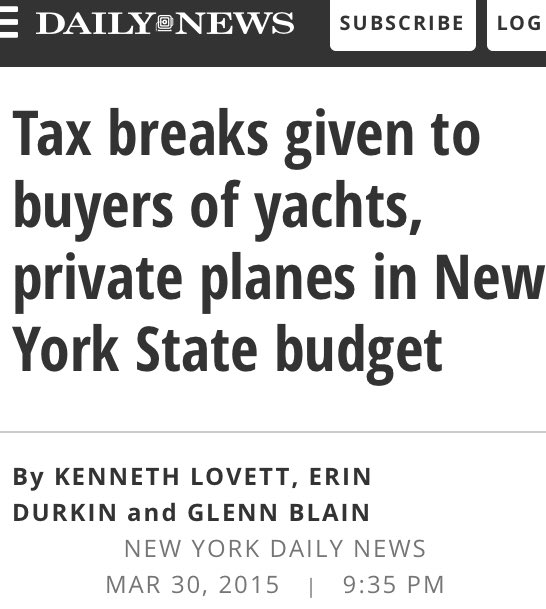 DAILY NEWS SUBSCRIBE LOG
Tax breaks given to
buyers of yachts,
private planes in New
York State budget
By KENNETH LOVETT, ERIN
DURKIN and GLENN BLAIN
NEW YORK DAILY NEWS
MAR 30, 2015 | 9:35 PM